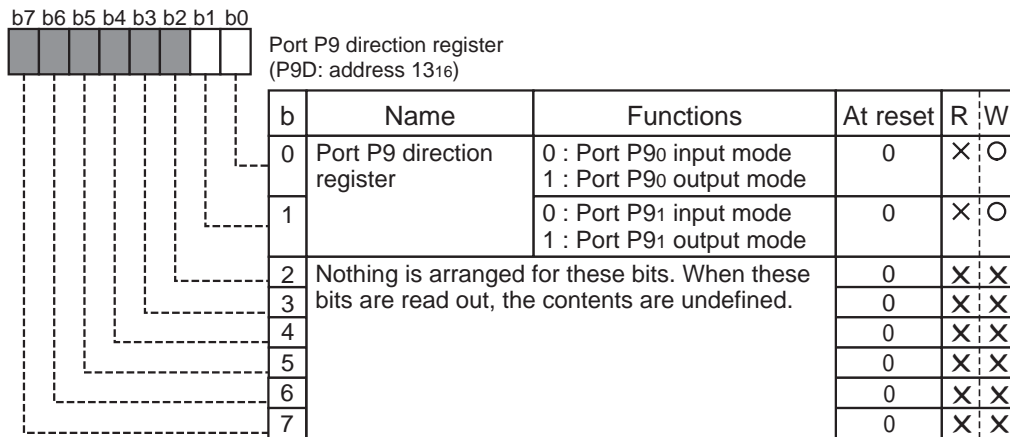 b7 b6 b5 b4 b3 b2 b1 b0
Port P9 direction register
(P9D: address 1316)
b Name Functions At reset R W
0 Port P9 direction register 0 : Port P90 input mode 0 × O
1 : Port P90 output mode
1 0 : Port P91 input mode 0 × O
1 : Port P91 output mode
2 Nothing is arranged for these bits. When these 0 × ×
3 bits are read out, the contents are undefined. 0 × ×
4 0 × ×
5 0 × ×
6 0 × ×
7 0 × ×